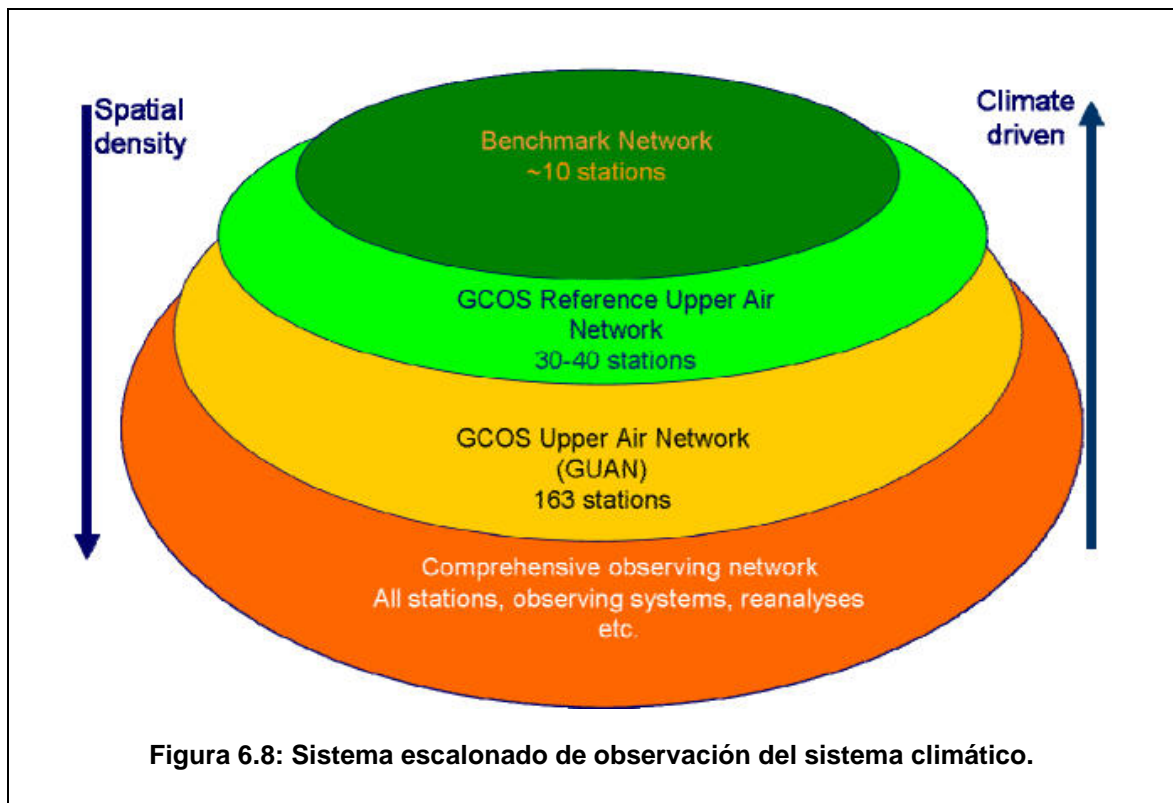 Spatial
density
Climate
driven
Benchmark Network
~10 stations
GCOS Reference Upper Air
Network
30-40 stations
GCOS Upper Air Network
(GUAN)
163 stations
Comprehensive observing network
All stations, observing systems, reanalyses
etc.
Figura 6.8: Sistema escalonado de observación del sistema climático.